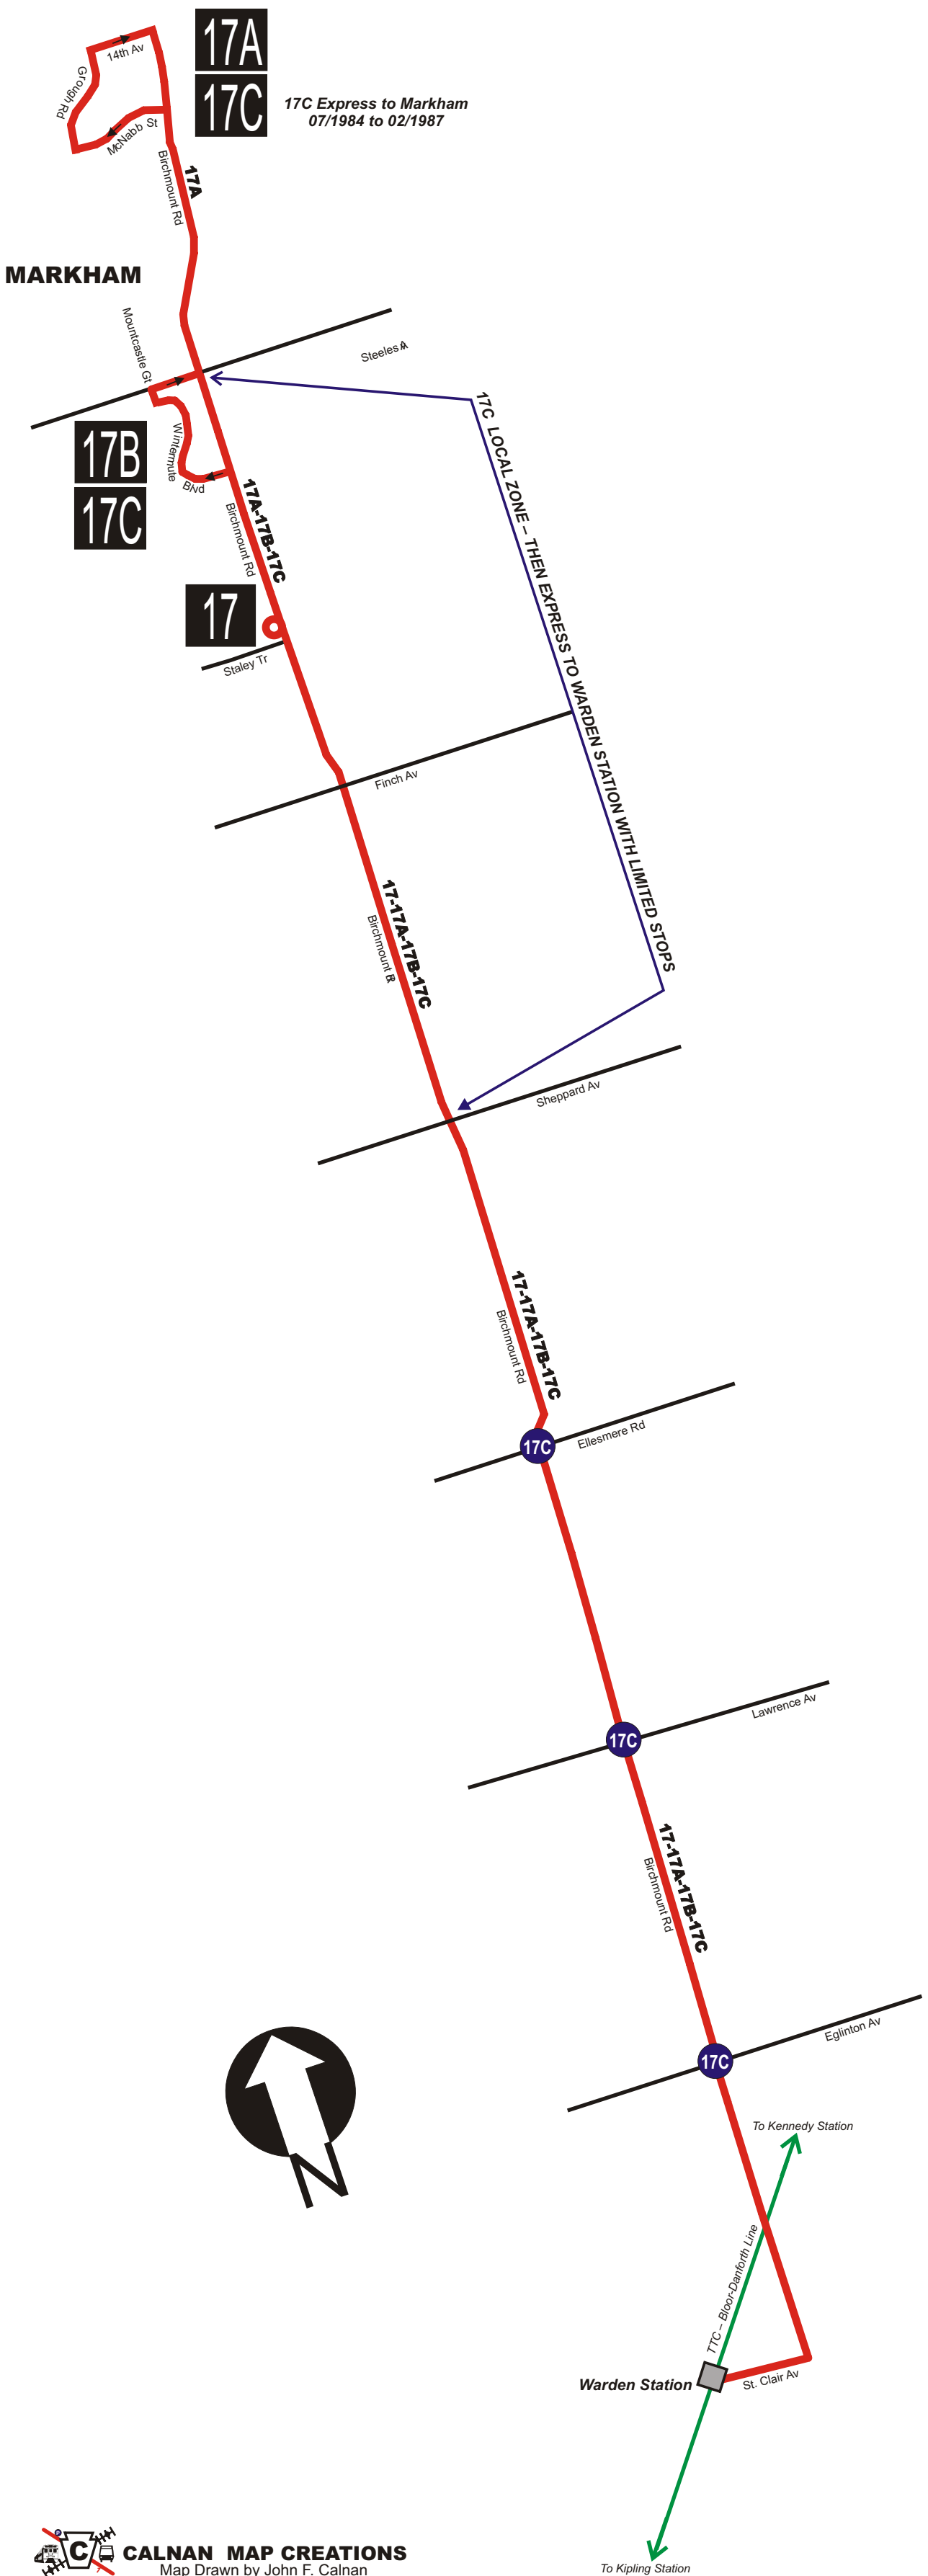 17A
14th Av
Gough Rd
17C
17C Express to Markham
07/1984 to 02/1987
McNabb St
Birchmount Rd
17A
MARKHAM
Mountcastle Gt
Steeles A
17C LOCAL ZONE – THEN EXPRESS TO WARDEN STATION WITH LIMITED STOPS
17B
Wintermute Blvd
17C
17A-17B-17C
Birchmount Rd
17
Staley Tr
Finch Av
17-17A-17B-17C
Birchmount R
Sheppard Av
17-17A-17B-17C
Birchmount Rd
17C
Ellesmere Rd
Lawrence Av
17C
17-17A-17B-17C
Birchmount Rd
Eglinton Av
17C
To Kennedy Station
TTC – Bloor-Danforth Line
Warden Station
St. Clair Av
N
C
CALNAN MAP CREATIONS
Map Drawn by John F. Calnan
To Kipling Station